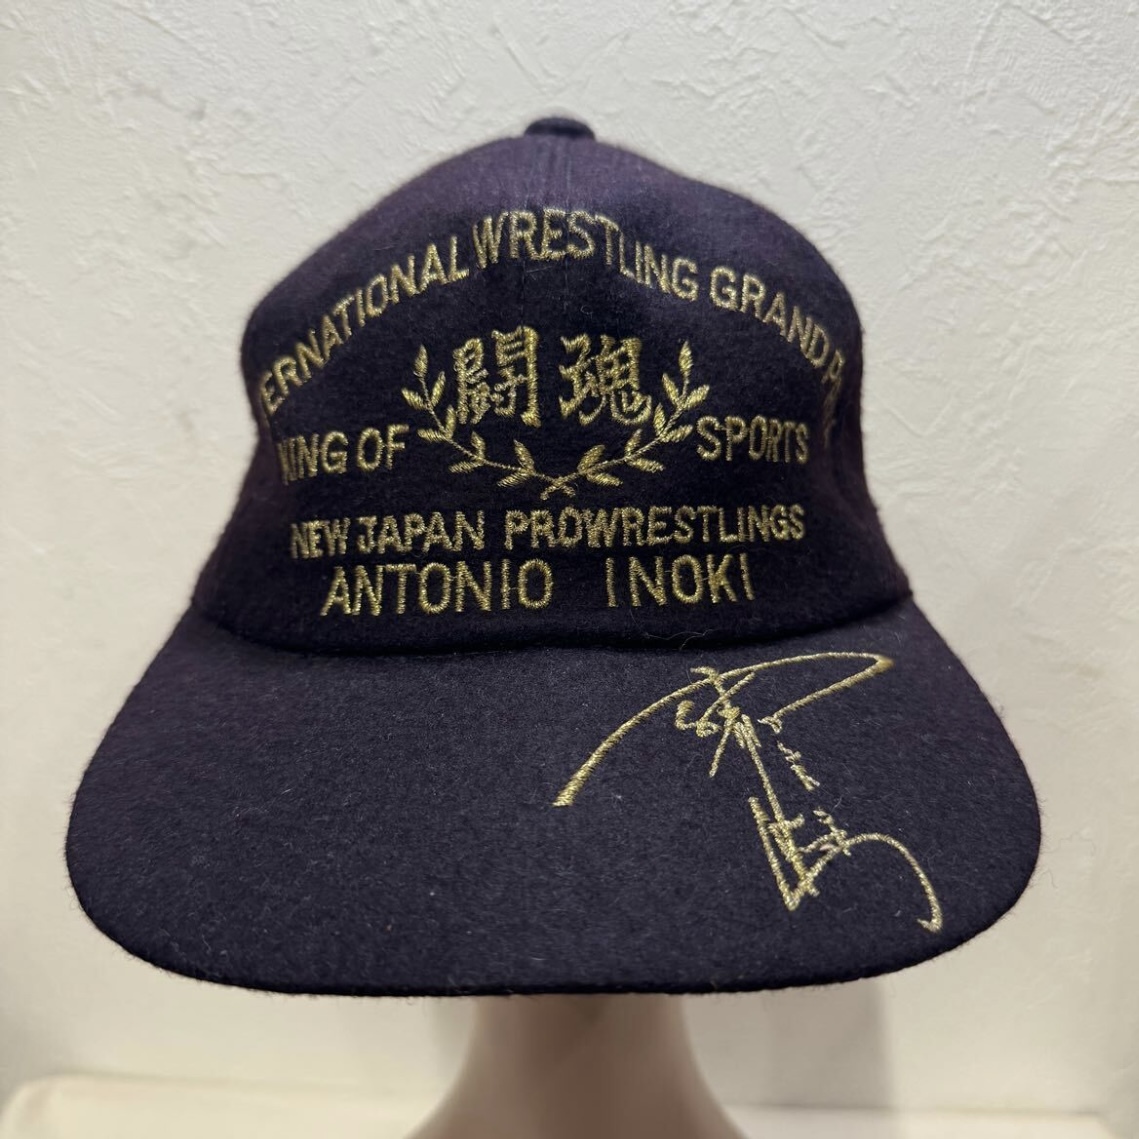 ERNATIONAL WRESTLING GRAND P
闘魂
KING OF SPORTS
NEW JAPAN PROWRESTLINGS
ANTONIO INOKI